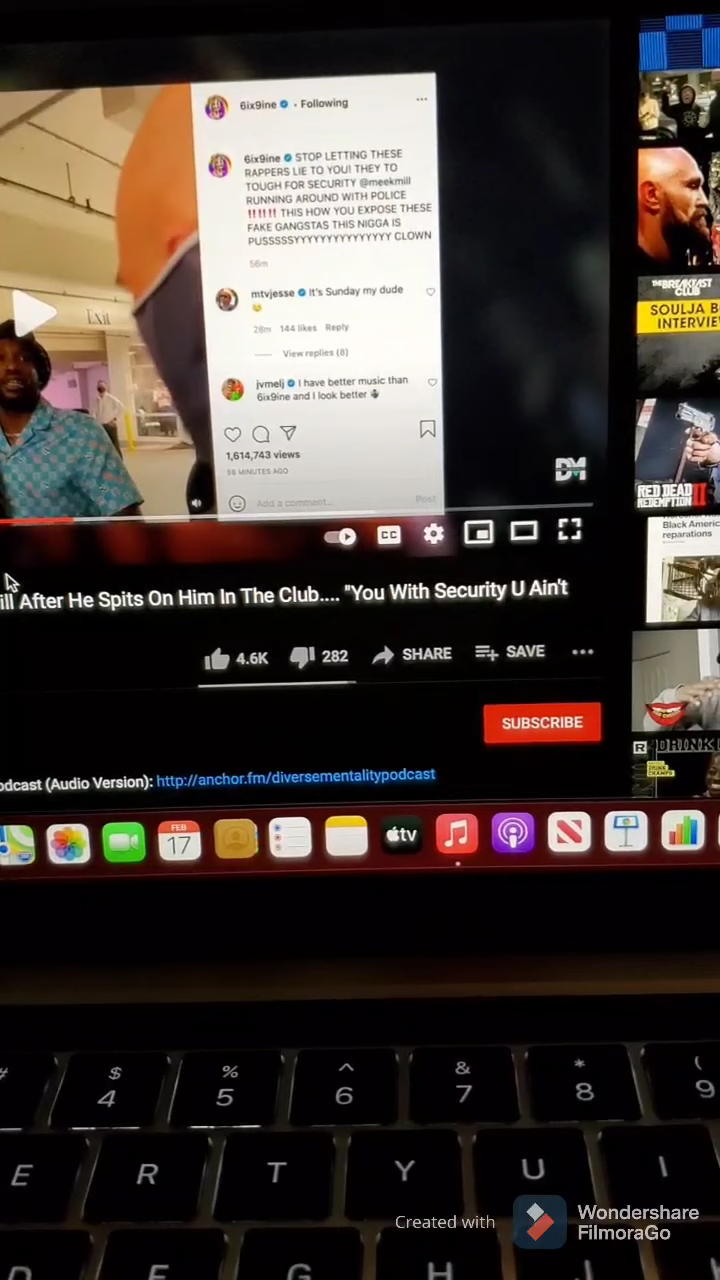 6ix9ine • Following
6ix9ine STOP LETTING THESE
RAPPERS LIE TO YOU! THEY TO
TOUGH FOR SECURITY @meekmill
RUNNING AROUND WITH POLICE
‼️‼️‼️ THIS HOW YOU EXPOSE THESE
FAKE GANGSTAS THIS NIGGA IS
PUSSSSYYYYYYYYYYYYYYY CLOWN
56m
mtvjesse It's Sunday my dude
28m 144 likes Reply
View replies (8)
jvmelj I have better music than
6ix9ine and I look better
1,614,743 views
56 MINUTES AGO
Add a comment...
Post
Exit
DM
CC
THE BREAKFAST
CLUB
SOULJA B
INTERVIEW
RED DEAD
REDEMPTION II
Black America
reparations
ill After He Spits On Him In The Club.... "You With Security U Ain't
4.6K
282
SHARE
SAVE
SUBSCRIBE
odcast (Audio Version): http://anchor.fm/diversementalitypodcast
R DRINK
DRINK
CHAMPS
FEB
17
tv
#
$
4
%
5
^
6
&
7
*
8
(
9
E
R
T
Y
U
I
D
F
G
H
Created with
Wondershare
FilmoraGo